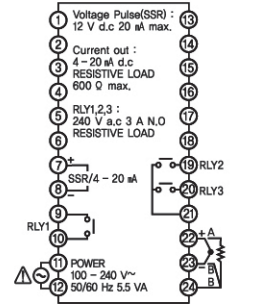 1 Voltage Pulse(SSR) : 13
2 12 V d.c 20 mA max. 14
3 Current out : 15
4 4 - 20 mA d.c 16
RESISTIVE LOAD
600 Ω max.
5 RLY1,2,3 : 17
6 240 V a.c 3 A N.O 18
RESISTIVE LOAD
7 + 19 RLY2
SSR/4 - 20 mA
8 - 20 RLY3
9 21
RLY1
10 22 + A
11 POWER 23 - B
12 100 - 240 V~ 24 B
50/60 Hz 5.5 VA